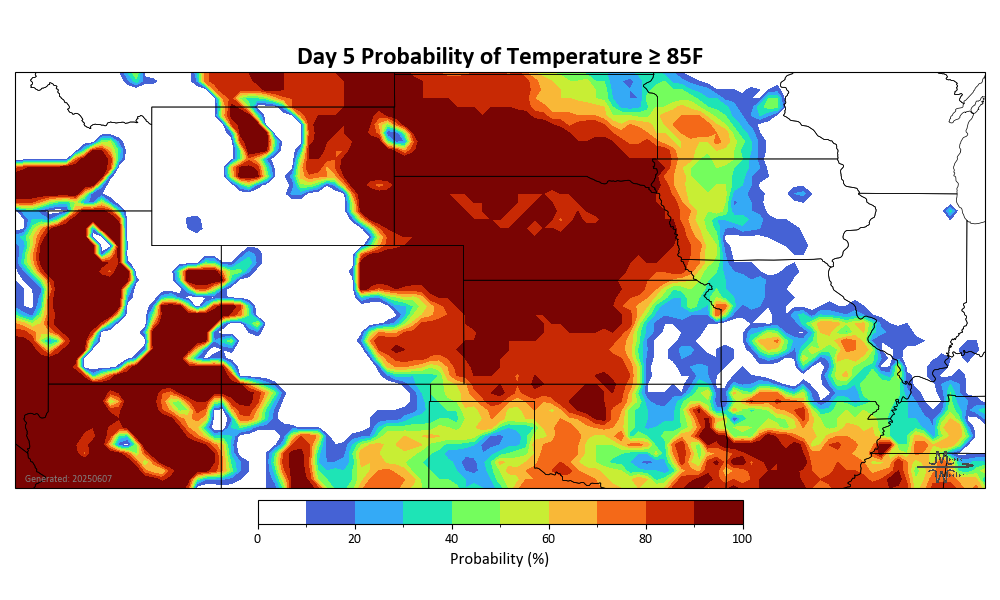 Day 5 Probability of Temperature ≥ 85F
Generated: 20250607
0 20 40 60 80 100
Probability (%)